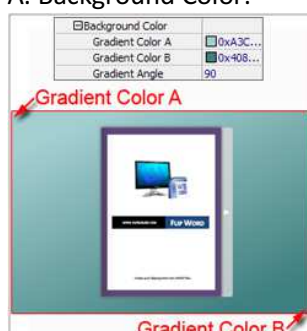 A. Background Color:
Background Color
Gradient Color A 0xA3C...
Gradient Color B 0x408...
Gradient Angle 90
Gradient Color A
FLIP WORD
Gradient Color B